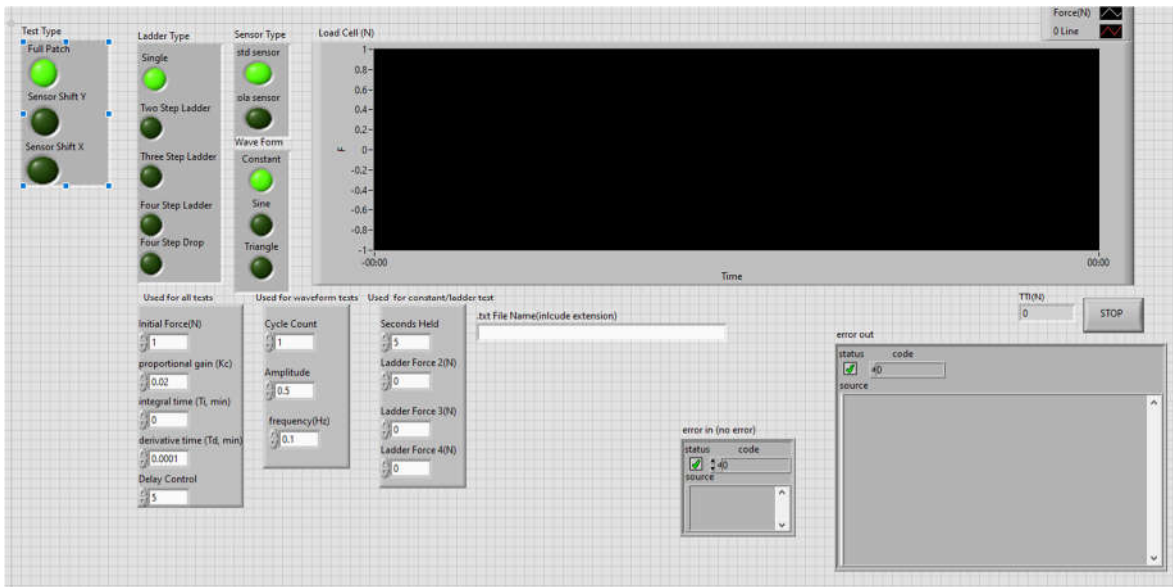 Test Type
Full Patch
Sensor Shift Y
Sensor Shift X
Ladder Type
Single
Two Step Ladder
Three Step Ladder
Four Step Ladder
Four Step Drop
Sensor Type
std sensor
pla sensor
Wave Form
Constant
Sine
Triangle
Load Cell (N)
Force(N)
0 Line
1
0.8
0.6
0.4
0.2
0
-0.2
-0.4
-0.6
-0.8
-1
F
-00:00
00:00
Time
Used for all tests
Initial Force(N)
1
proportional gain (Kc)
0.02
integral time (Ti, min)
0
derivative time (Td, min)
0.0001
Delay Control
5
Used for waveform tests
Cycle Count
1
Amplitude
0.5
frequency(Hz)
0.1
Used for constant/ladder test
Seconds Held
5
Ladder Force 2(N)
0
Ladder Force 3(N)
0
Ladder Force 4(N)
0
.txt File Name(inlcude extension)
0
STOP
error in (no error)
status code
0
source
error out
status code
0
source